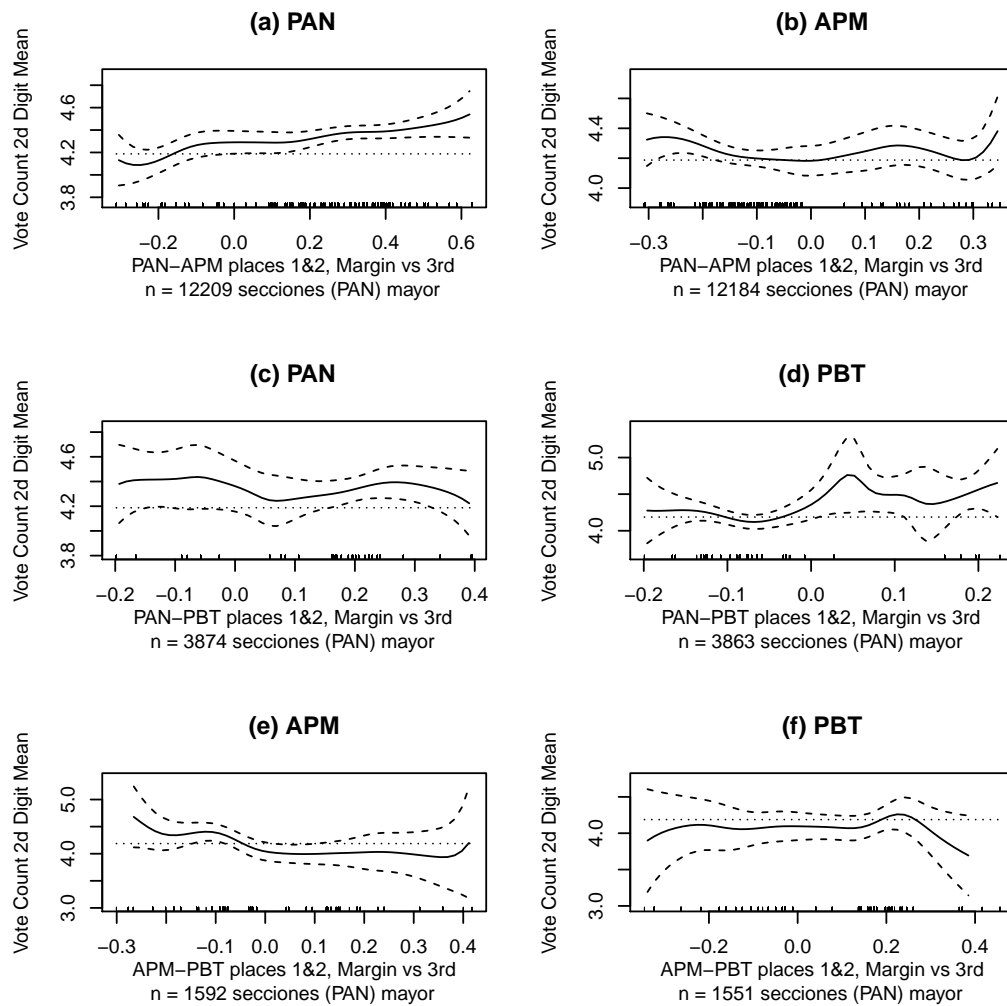 (a) PAN
Vote Count 2d Digit Mean
3.8 4.2 4.6
−0.2 0.0 0.2 0.4 0.6
PAN−APM places 1&2, Margin vs 3rd
n = 12209 secciones (PAN) mayor
(b) APM
Vote Count 2d Digit Mean
4.0 4.4
−0.3 −0.2 −0.1 0.0 0.1 0.2 0.3
PAN−APM places 1&2, Margin vs 3rd
n = 12184 secciones (PAN) mayor
(c) PAN
Vote Count 2d Digit Mean
3.8 4.2 4.6
−0.2 −0.1 0.0 0.1 0.2 0.3 0.4
PAN−PBT places 1&2, Margin vs 3rd
n = 3874 secciones (PAN) mayor
(d) PBT
Vote Count 2d Digit Mean
4.0 5.0
−0.2 −0.1 0.0 0.1 0.2
PAN−PBT places 1&2, Margin vs 3rd
n = 3863 secciones (PAN) mayor
(e) APM
Vote Count 2d Digit Mean
3.0 4.0 5.0
−0.3 −0.1 0.0 0.1 0.2 0.3 0.4
APM−PBT places 1&2, Margin vs 3rd
n = 1592 secciones (PAN) mayor
(f) PBT
Vote Count 2d Digit Mean
3.0 4.0
−0.2 0.0 0.2 0.4
APM−PBT places 1&2, Margin vs 3rd
n = 1551 secciones (PAN) mayor